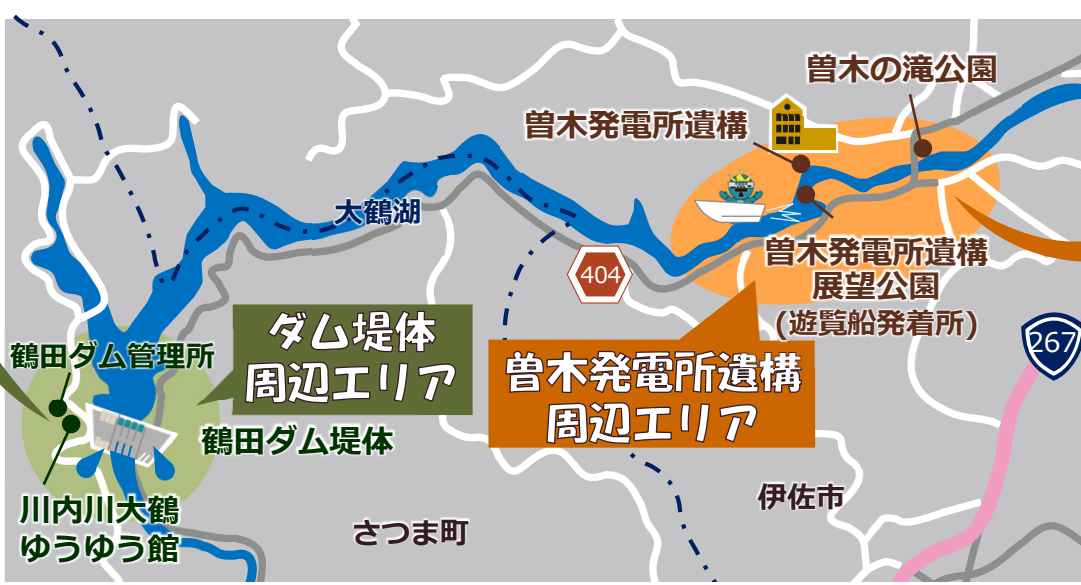 曽木の滝公園
曽木発電所遺構
大鶴湖
曽木発電所遺構
展望公園
(遊覧船発着所)
404
267
ダム堤体
周辺エリア
鶴田ダム管理所
曽木発電所遺構
周辺エリア
鶴田ダム堤体
川内川大鶴
ゆうゆう館
さつま町
伊佐市